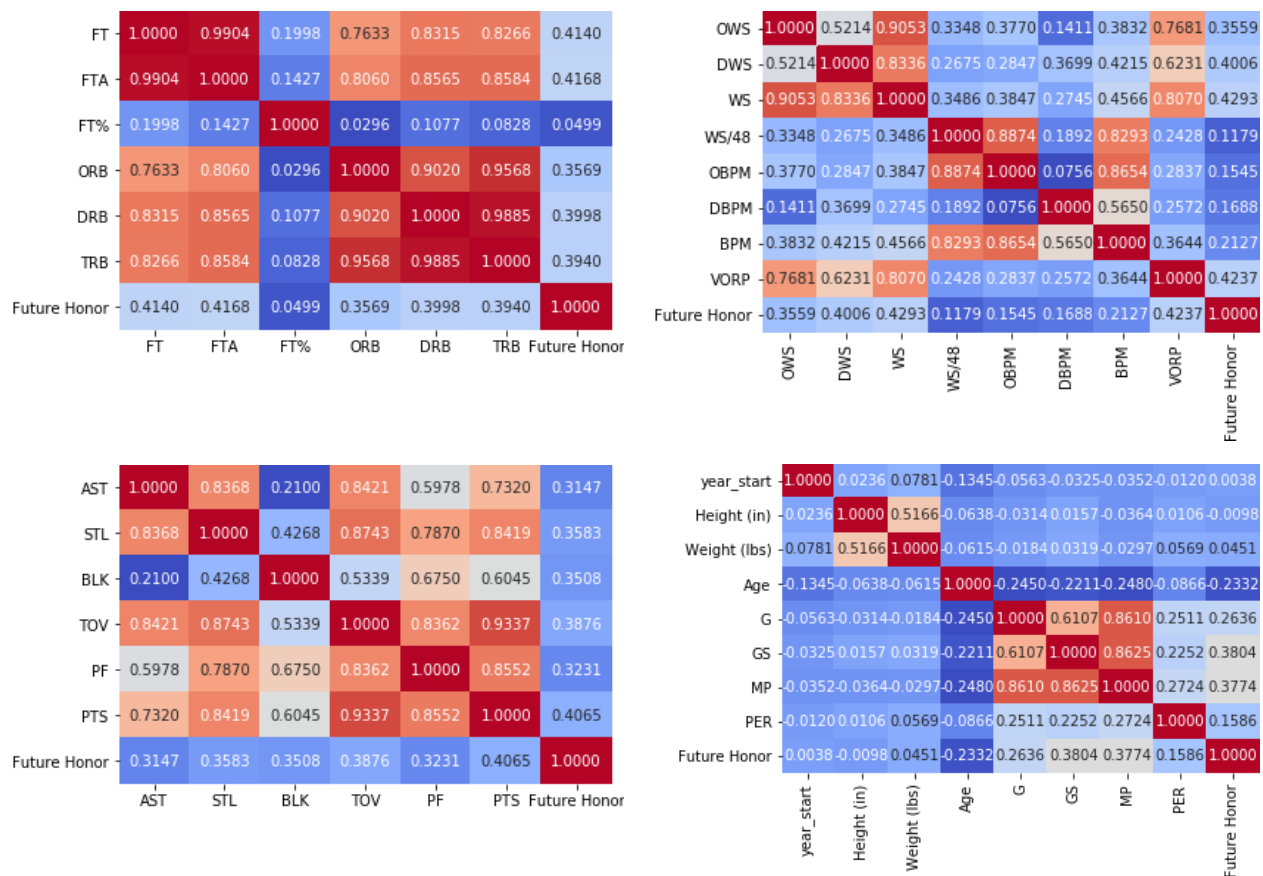 FT 1.0000 0.9904 0.1998 0.7633 0.8315 0.8266 0.4140
FTA 0.9904 1.0000 0.1427 0.8060 0.8565 0.8584 0.4168
FT% 0.1998 0.1427 1.0000 0.0296 0.1077 0.0828 0.0499
ORB 0.7633 0.8060 0.0296 1.0000 0.9020 0.9568 0.3569
DRB 0.8315 0.8565 0.1077 0.9020 1.0000 0.9885 0.3998
TRB 0.8266 0.8584 0.0828 0.9568 0.9885 1.0000 0.3940
Future Honor 0.4140 0.4168 0.0499 0.3569 0.3998 0.3940 1.0000
FT FTA FT% ORB DRB TRB Future Honor
OWS 1.0000 0.5214 0.9053 0.3348 0.3770 0.1411 0.3832 0.7681 0.3559
DWS 0.5214 1.0000 0.8336 0.2675 0.2847 0.3699 0.4215 0.6231 0.4006
WS 0.9053 0.8336 1.0000 0.3486 0.3847 0.2745 0.4566 0.8070 0.4293
WS/48 0.3348 0.2675 0.3486 1.0000 0.8874 0.1892 0.8293 0.2428 0.1179
OBPM 0.3770 0.2847 0.3847 0.8874 1.0000 0.0756 0.8654 0.2837 0.1545
DBPM 0.1411 0.3699 0.2745 0.1892 0.0756 1.0000 0.5650 0.2572 0.1688
BPM 0.3832 0.4215 0.4566 0.8293 0.8654 0.5650 1.0000 0.3644 0.2127
VORP 0.7681 0.6231 0.8070 0.2428 0.2837 0.2572 0.3644 1.0000 0.4237
Future Honor 0.3559 0.4006 0.4293 0.1179 0.1545 0.1688 0.2127 0.4237 1.0000
OWS DWS WS WS/48 OBPM DBPM BPM VORP Future Honor
AST 1.0000 0.8368 0.2100 0.8421 0.5978 0.7320 0.3147
STL 0.8368 1.0000 0.4268 0.8743 0.7870 0.8419 0.3583
BLK 0.2100 0.4268 1.0000 0.5339 0.6750 0.6045 0.3508
TOV 0.8421 0.8743 0.5339 1.0000 0.8362 0.9337 0.3876
PF 0.5978 0.7870 0.6750 0.8362 1.0000 0.8552 0.3231
PTS 0.7320 0.8419 0.6045 0.9337 0.8552 1.0000 0.4065
Future Honor 0.3147 0.3583 0.3508 0.3876 0.3231 0.4065 1.0000
AST STL BLK TOV PF PTS Future Honor
year_start 1.0000 0.0236 0.0781 -0.1345 -0.0563 -0.0325 -0.0352 -0.0120 0.0038
Height (in) 0.0236 1.0000 0.5166 -0.0638 -0.0314 0.0157 -0.0364 0.0106 -0.0098
Weight (lbs) 0.0781 0.5166 1.0000 -0.0615 -0.0184 0.0319 -0.0297 0.0569 0.0451
Age -0.1345 -0.0638 -0.0615 1.0000 -0.2450 -0.2211 -0.2480 -0.0866 -0.2332
G -0.0563 -0.0314 -0.0184 -0.2450 1.0000 0.6107 0.8610 0.2511 0.2636
GS -0.0325 0.0157 0.0319 -0.2211 0.6107 1.0000 0.8625 0.2252 0.3804
MP -0.0352 -0.0364 -0.0297 -0.2480 0.8610 0.8625 1.0000 0.2724 0.3774
PER -0.0120 0.0106 0.0569 -0.0866 0.2511 0.2252 0.2724 1.0000 0.1586
Future Honor 0.0038 -0.0098 0.0451 -0.2332 0.2636 0.3804 0.3774 0.1586 1.0000
year_start Height (in) Weight (lbs) Age G GS MP PER Future Honor